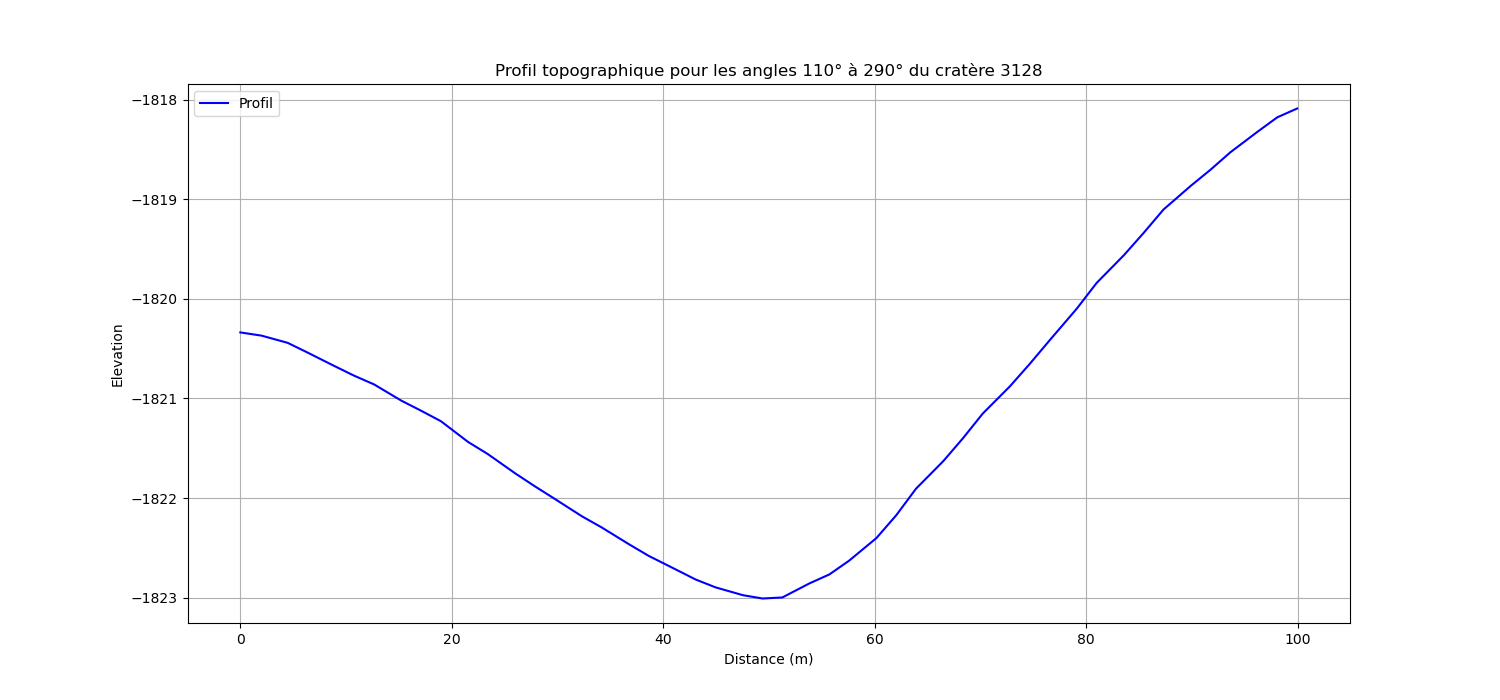 Profil topographique pour les angles 110° à 290° du cratère 3128
Profil
−1818
−1819
−1820
−1821
−1822
−1823
Elevation
0 20 40 60 80 100
Distance (m)